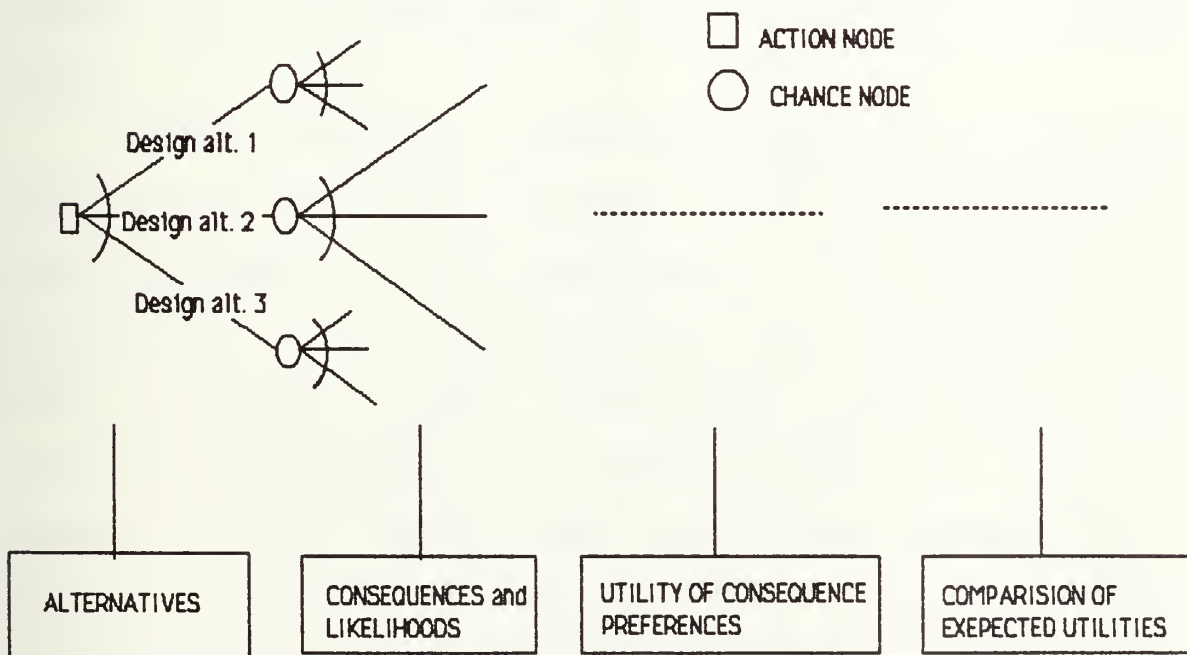 ACTION NODE
CHANCE NODE
Design alt. 1
Design alt. 2
Design alt. 3
ALTERNATIVES
CONSEQUENCES and
LIKELIHOODS
UTILITY OF CONSEQUENCE
PREFERENCES
COMPARISION OF
EXEPECTED UTILITIES